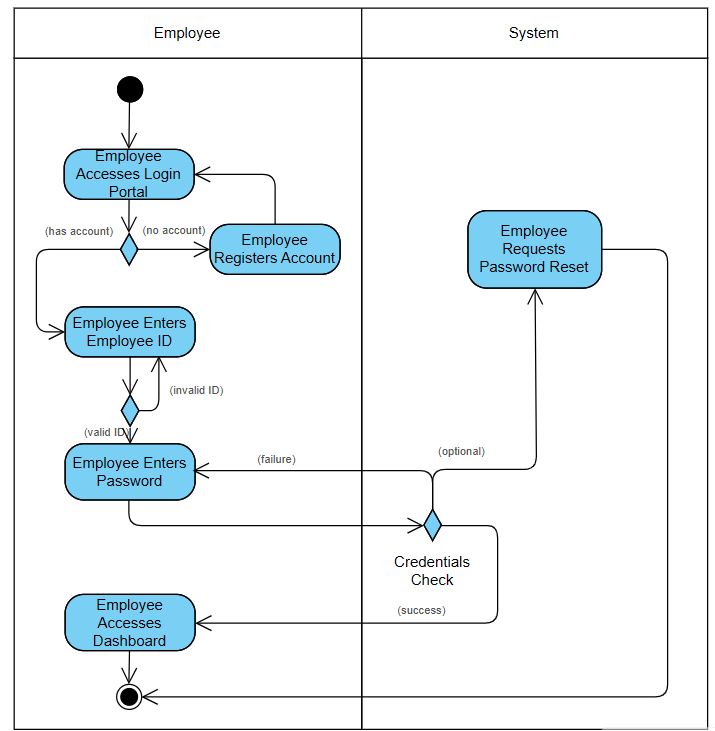 Employee
System
Employee
Accesses Login
Portal
(has account)
(no account)
Employee
Registers Account
Employee
Requests
Password Reset
Employee Enters
Employee ID
(invalid ID)
(valid ID)
Employee Enters
Password
(failure)
(optional)
Credentials
Check
(success)
Employee
Accesses
Dashboard